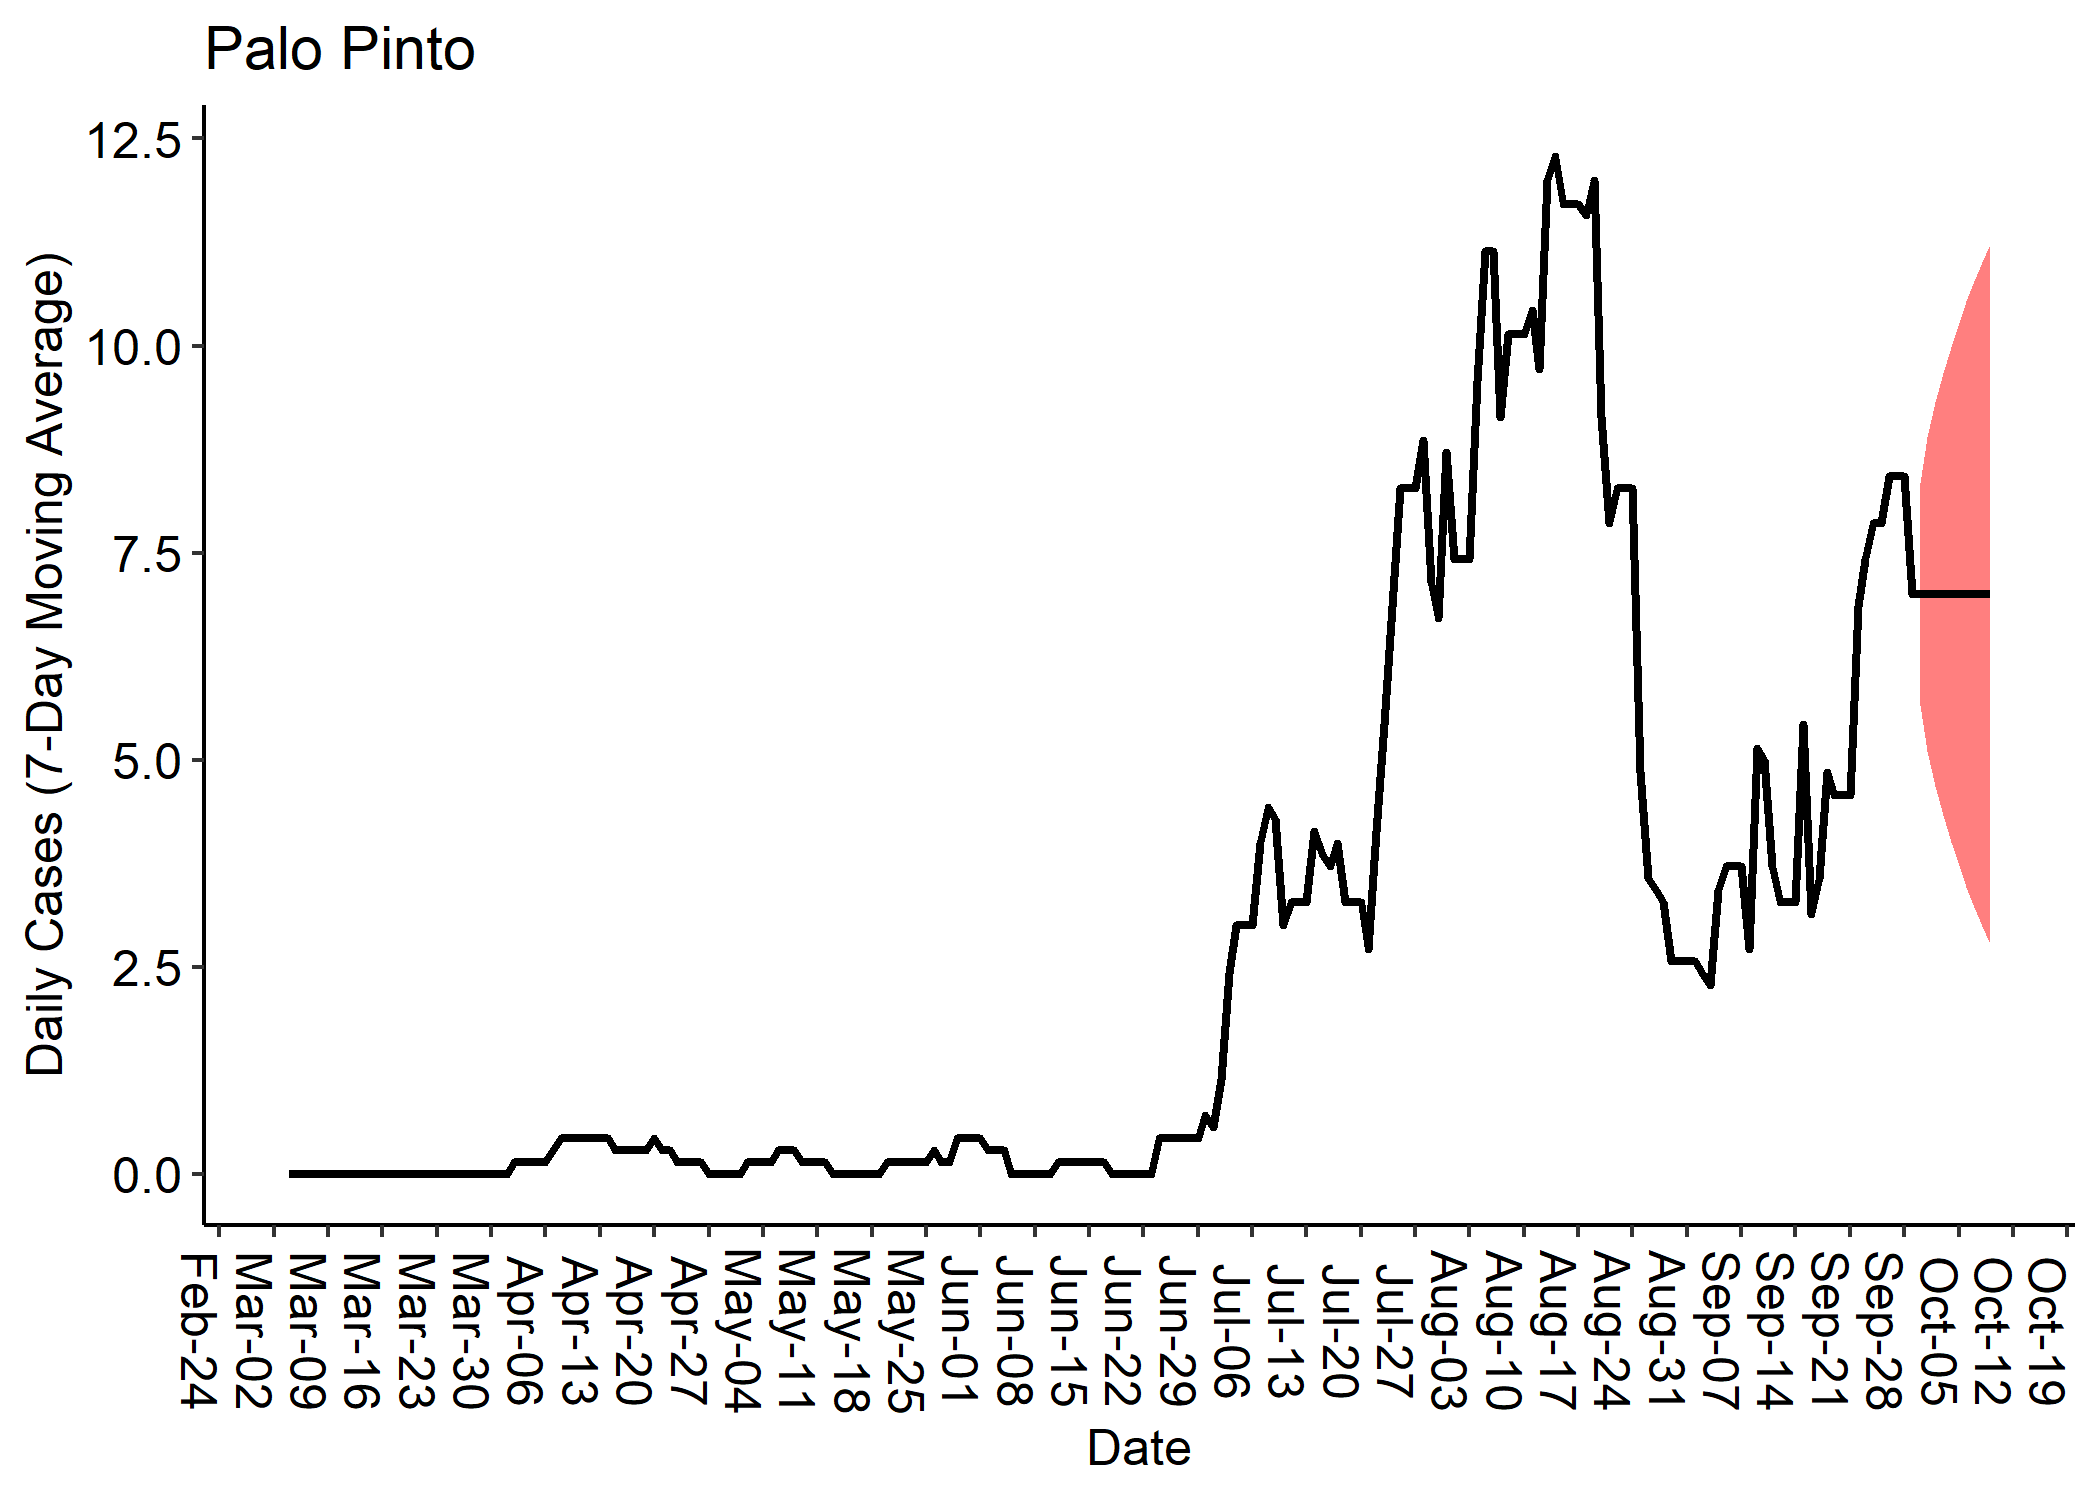 Palo Pinto
Daily Cases (7-Day Moving Average)
12.5
10.0
7.5
5.0
2.5
0.0
Feb-24
Mar-02
Mar-09
Mar-16
Mar-23
Mar-30
Apr-06
Apr-13
Apr-20
Apr-27
May-04
May-11
May-18
May-25
Jun-01
Jun-08
Jun-15
Jun-22
Jun-29
Jul-06
Jul-13
Jul-20
Jul-27
Aug-03
Aug-10
Aug-17
Aug-24
Aug-31
Sep-07
Sep-14
Sep-21
Sep-28
Oct-05
Oct-12
Oct-19
Date